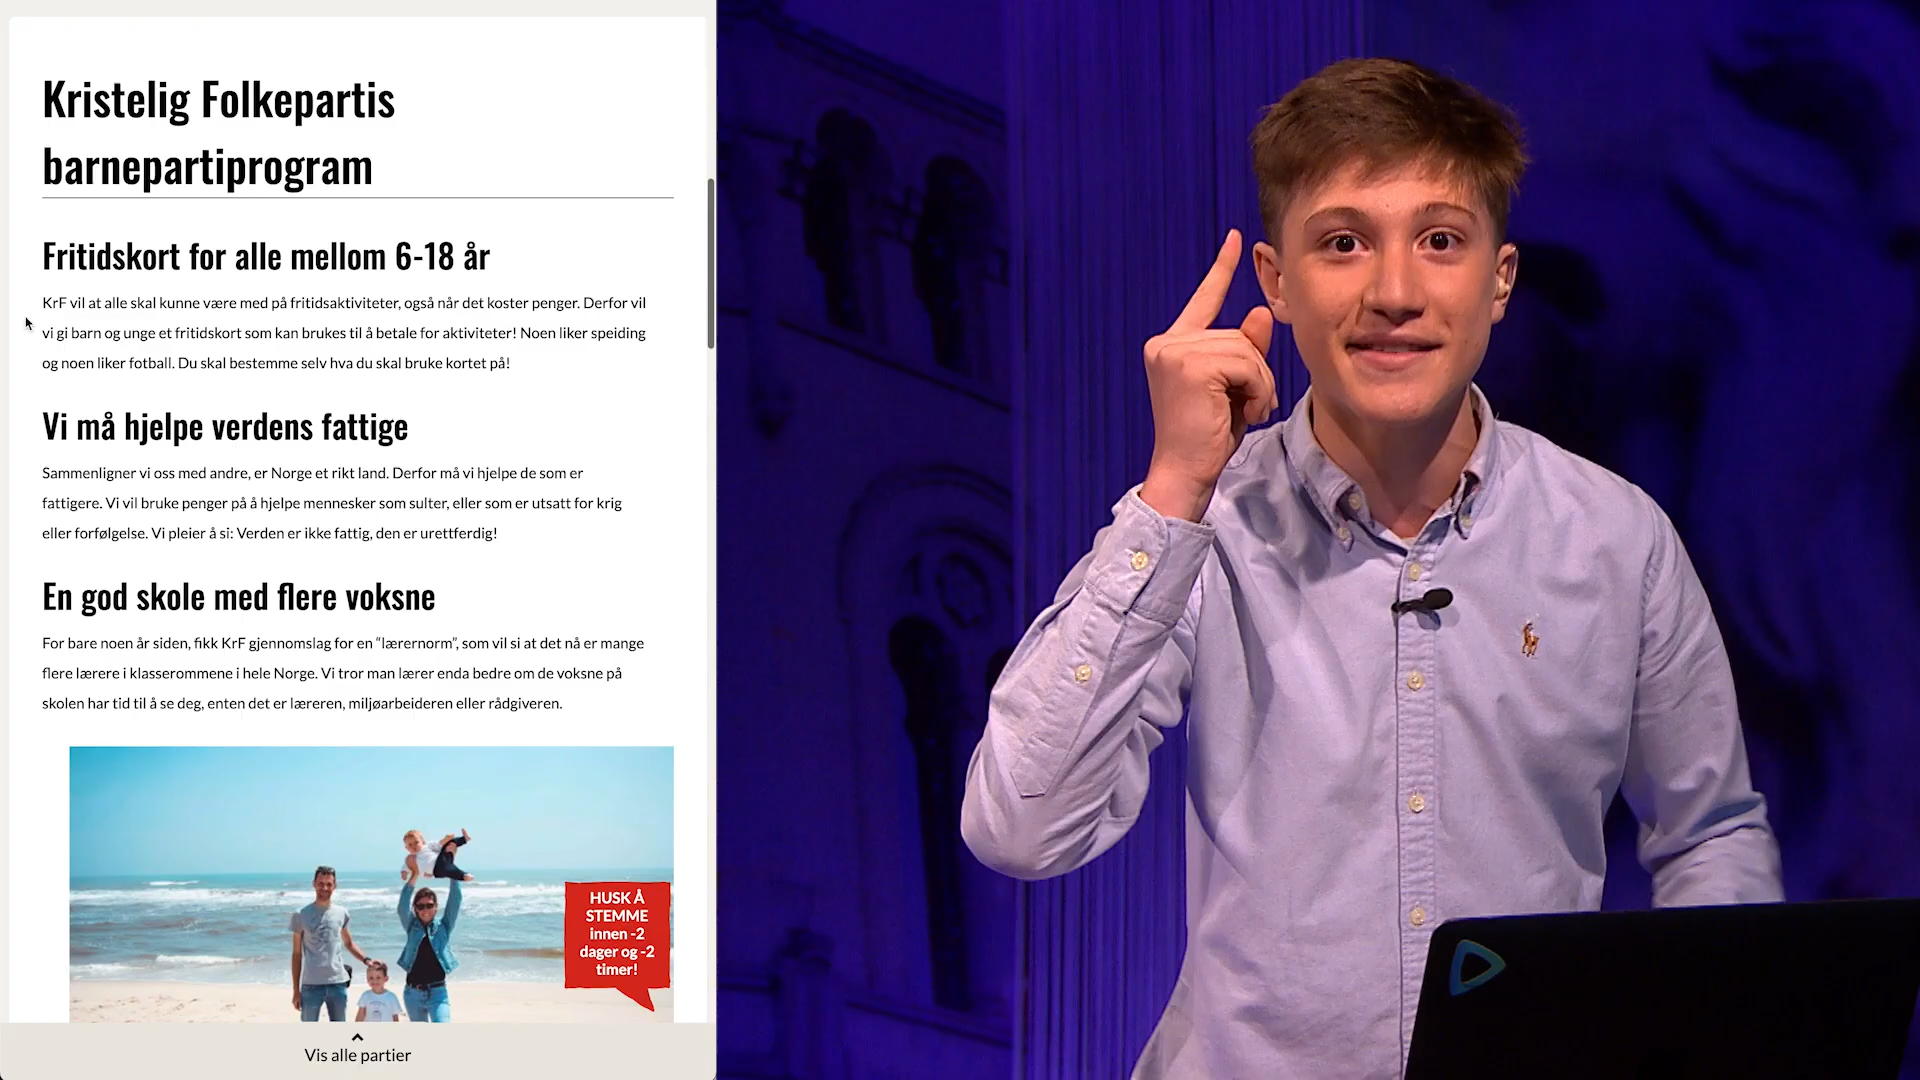 Kristelig Folkepartis
barnepartiprogram
Fritidskort for alle mellom 6-18 år
KrF vil at alle skal kunne være med på fritidsaktiviteter, også når det koster penger. Derfor vil
vi gi barn og unge et fritidskort som kan brukes til å betale for aktiviteter! Noen liker speiding
og noen liker fotball. Du skal bestemme selv hva du skal bruke kortet på!
Vi må hjelpe verdens fattige
Sammenligner vi oss med andre, er Norge et rikt land. Derfor må vi hjelpe de som er
fattigere. Vi vil bruke penger på å hjelpe mennesker som sulter, eller som er utsatt for krig
eller forfølgelse. Vi pleier å si: Verden er ikke fattig, den er urettferdig!
En god skole med flere voksne
For bare noen år siden, fikk KrF gjennomslag for en “lærernorm”, som vil si at det nå er mange
flere lærere i klasserommene i hele Norge. Vi tror man lærer enda bedre om de voksne på
skolen har tid til å se deg, enten det er læreren, miljøarbeideren eller rådgiveren.
HUSK Å
STEMME
innen -2
dager og -2
timer!
Vis alle partier